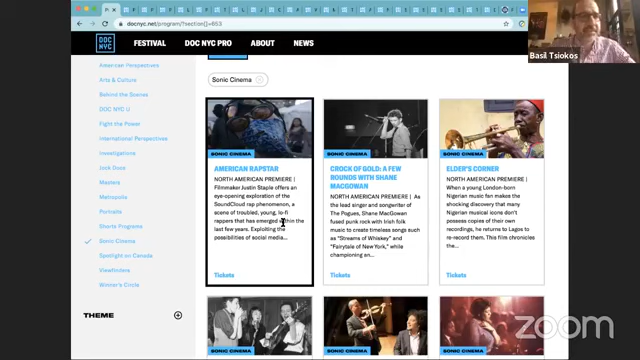 docnyc.net/program/?section[]=853
DOC
NYC
FESTIVAL
DOC NYC PRO
ABOUT
NEWS
Basil Tsiokos
American Perspectives
Arts & Culture
Behind the Scenes
DOC NYC U
Fight the Power
International Perspectives
Investigations
Jock Docs
Masters
Metropolis
Portraits
Shorts Programs
Sonic Cinema
Spotlight on Canada
Viewfinders
Winner's Circle
THEME
Sonic Cinema
SONIC CINEMA
AMERICAN RAPSTAR
NORTH AMERICAN PREMIERE |
Filmmaker Justin Staple offers an
eye-opening exploration of the
SoundCloud rap phenomenon, a
scene of troubled, young, lo-fi
rappers that has emerged within the
last few years. Exploiting the
possibilities of social media...
Tickets
SONIC CINEMA
CROCK OF GOLD: A FEW
ROUNDS WITH SHANE
MACGOWAN
NORTH AMERICAN PREMIERE | As
the lead singer and songwriter of
The Pogues, Shane MacGowan
fused punk rock with Irish folk
music to create timeless songs such
as "Streams of Whiskey" and
"Fairytale of New York," while
championing an...
Tickets
SONIC CINEMA
ELDER'S CORNER
NORTH AMERICAN PREMIERE |
When a young London-born
Nigerian music fan makes the
shocking discovery that many
Nigerian musical icons don't
possess copies of their own
recordings, he returns to Lagos to
re-record them. This film chronicles
the...
Tickets
zoom